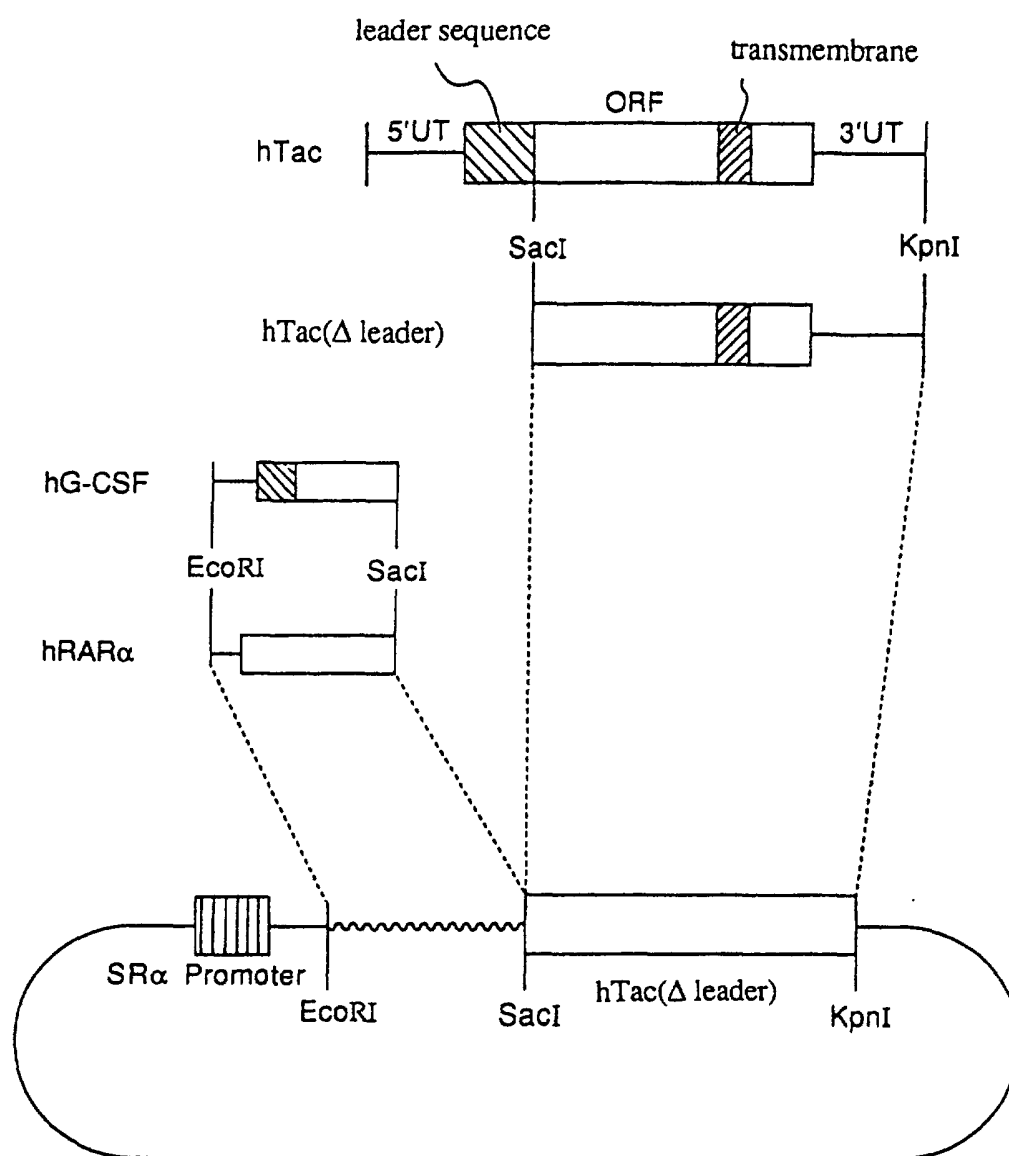 leader sequence
transmembrane
ORF
5'UT
3'UT
hTac
SacI
KpnI
hTac(Δ leader)
hG-CSF
EcoRI
SacI
hRARα
SRα Promoter
EcoRI
SacI
hTac(Δ leader)
KpnI